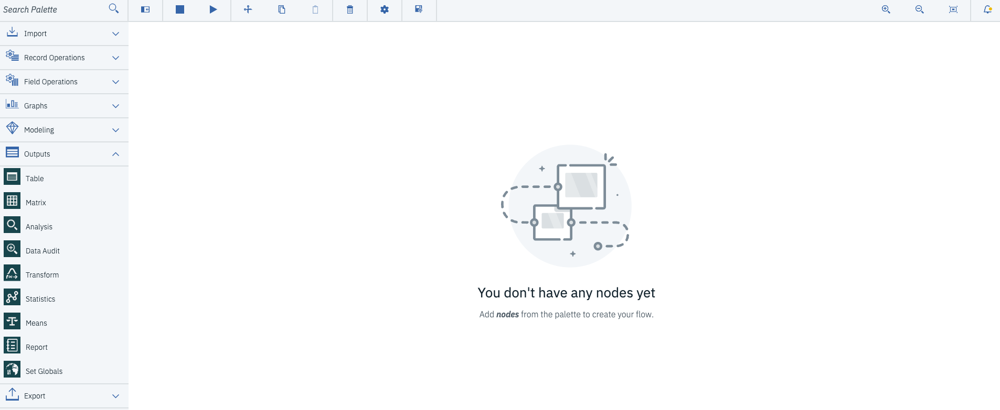 Search Palette
Import
Record Operations
Field Operations
Graphs
Modeling
Outputs
Table
Matrix
Analysis
Data Audit
Transform
Statistics
Means
Report
Set Globals
Export
You don't have any nodes yet
Add nodes from the palette to create your flow.